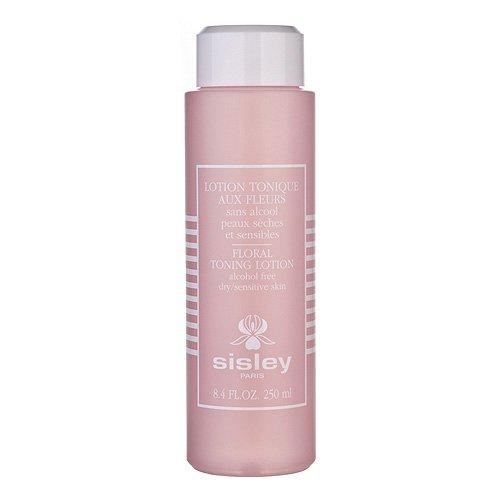 LOTION TONIQUE
AUX FLEURS
sans alcool
peaux sèches
et sensibles
FLORAL
TONING LOTION
alcohol free
dry/sensitive skin
sisley
PARIS
8.4 FL.OZ. 250 ml